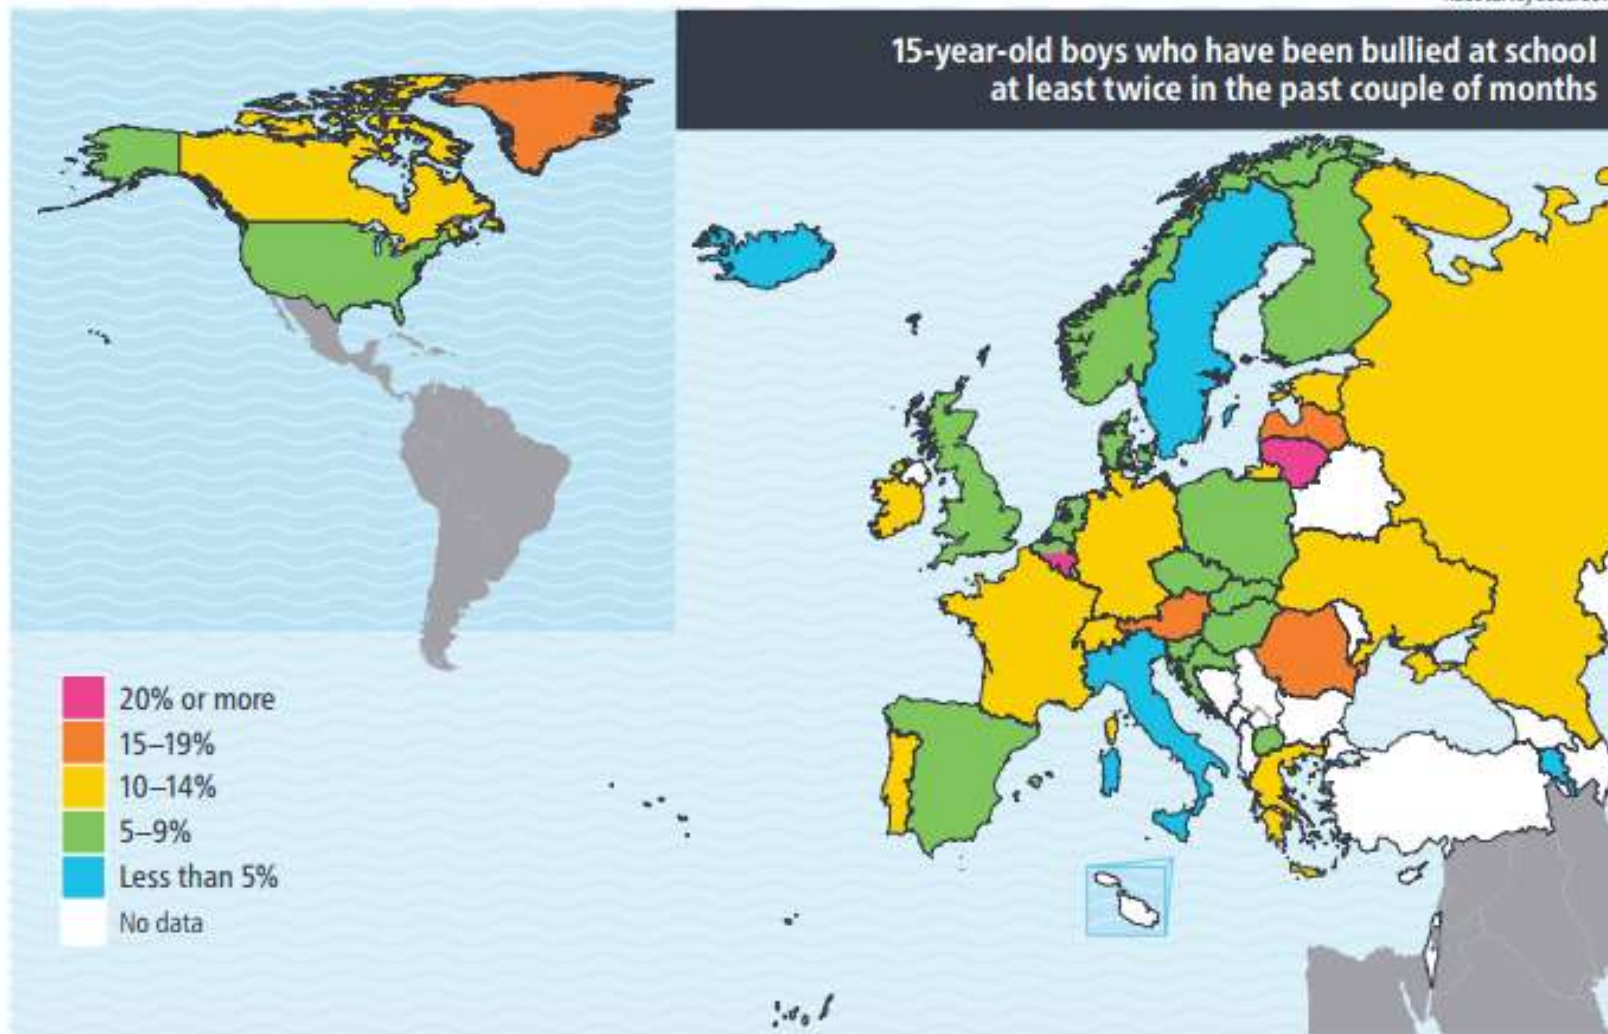 15-year-old boys who have been bullied at school
at least twice in the past couple of months
20% or more
15–19%
10–14%
5–9%
Less than 5%
No data